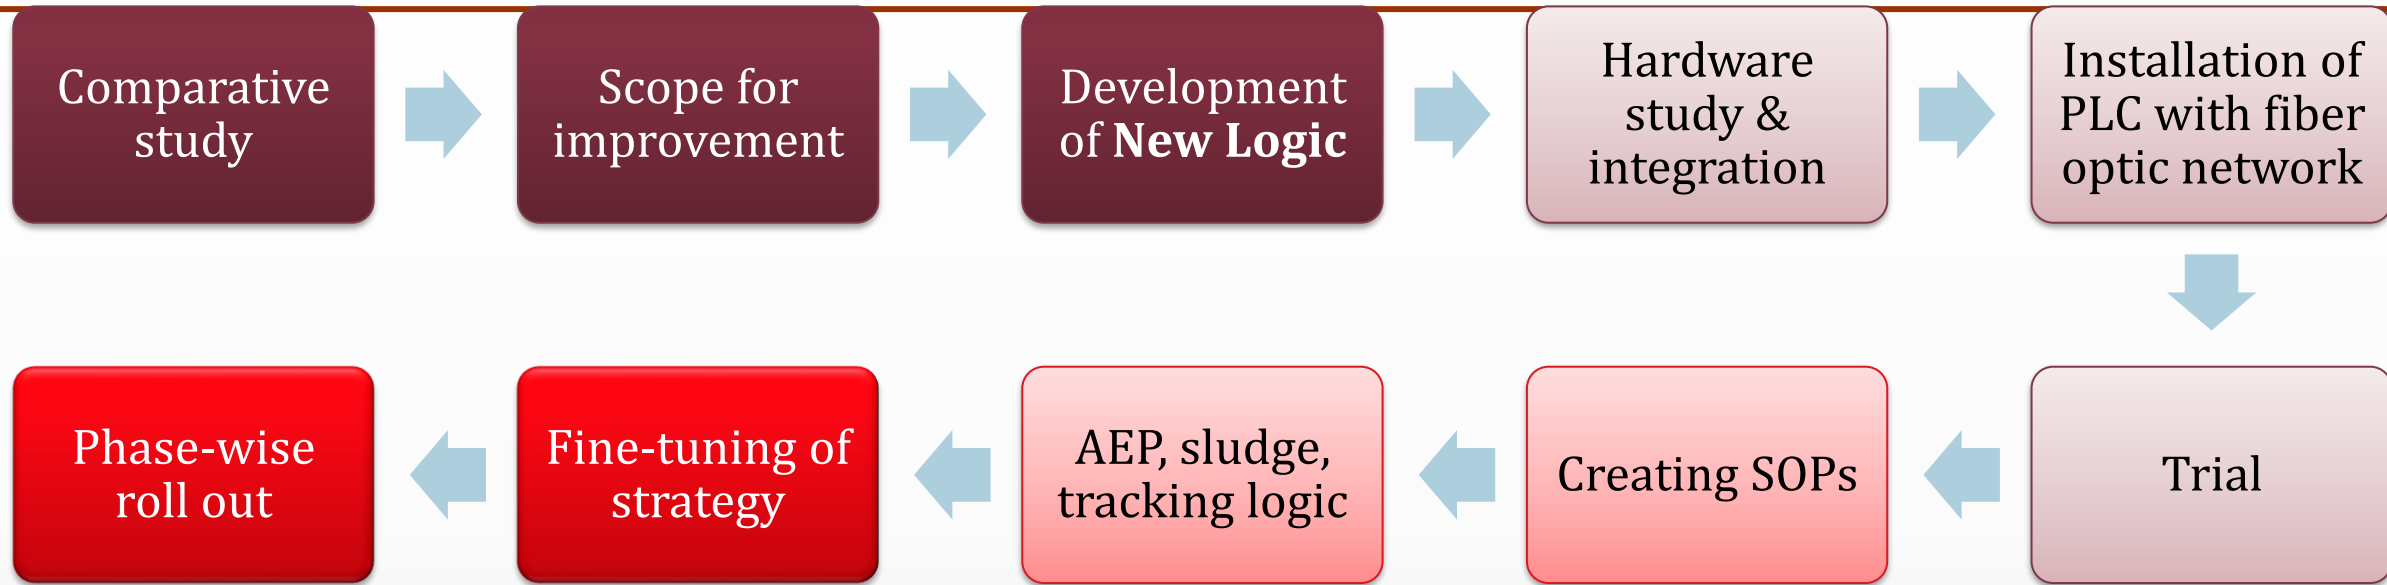 Comparative
study
Scope for
improvement
Development
of New Logic
Hardware
study &
integration
Installation of
PLC with fiber
optic network
Trial
Creating SOPs
AEP, sludge,
tracking logic
Fine-tuning of
strategy
Phase-wise
roll out